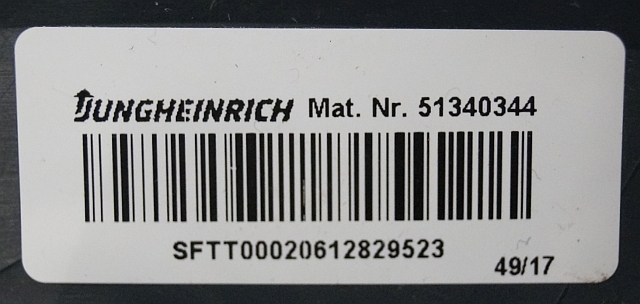 JUNGHEINRICH Mat. Nr. 51340344
SFTT00020612829523
49/17